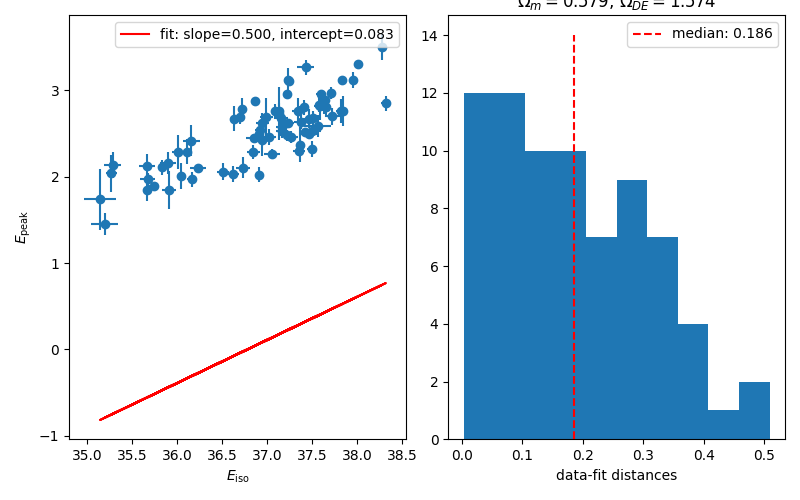 Ω_m = 0.579, Ω_DE = 1.574
fit: slope=0.500, intercept=0.083
median: 0.186
3
2
1
0
−1
E_peak
35.0 35.5 36.0 36.5 37.0 37.5 38.0 38.5
E_iso
14
12
10
8
6
4
2
0
0.0 0.1 0.2 0.3 0.4 0.5
data-fit distances